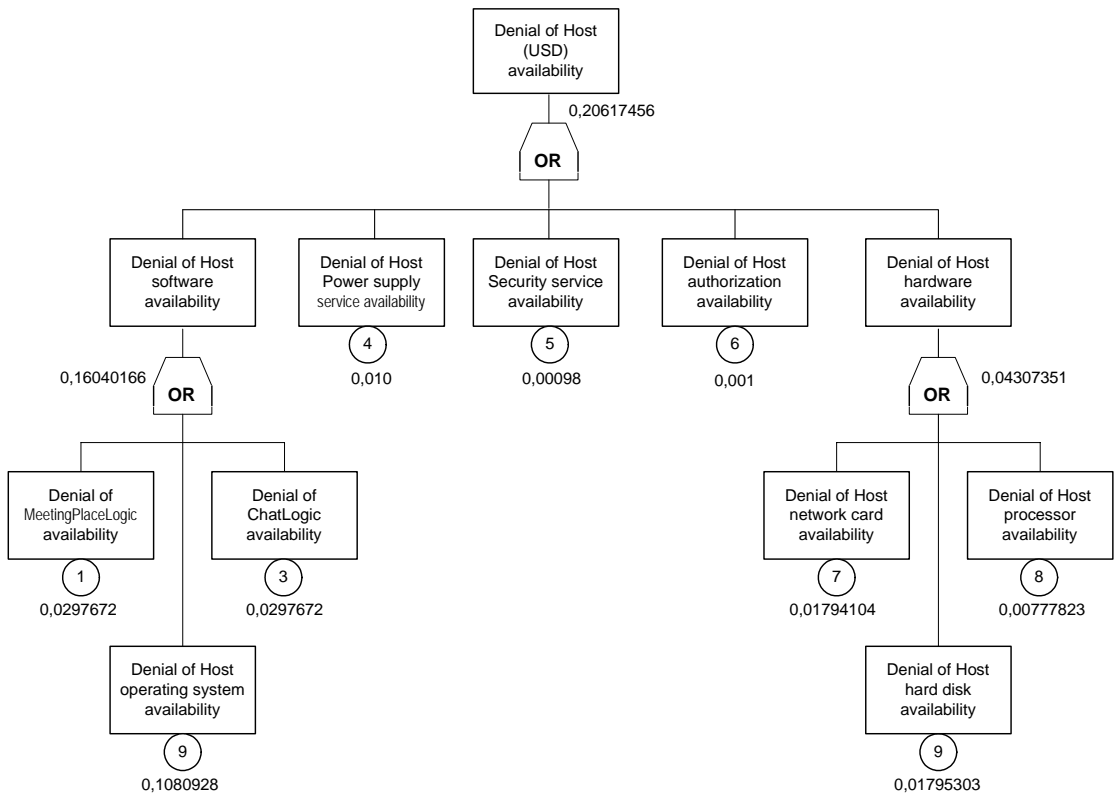 Denial of Host
(USD)
availability
0,20617456
OR
Denial of Host
software
availability
Denial of Host
Power supply
service availability
4
0,010
Denial of Host
Security service
availability
5
0,00098
Denial of Host
authorization
availability
6
0,001
Denial of Host
hardware
availability
0,16040166
OR
OR
0,04307351
Denial of
MeetingPlaceLogic
availability
1
0,0297672
Denial of
ChatLogic
availability
3
0,0297672
Denial of Host
network card
availability
7
0,01794104
Denial of Host
processor
availability
8
0,00777823
Denial of Host
operating system
availability
9
0,1080928
Denial of Host
hard disk
availability
9
0,01795303